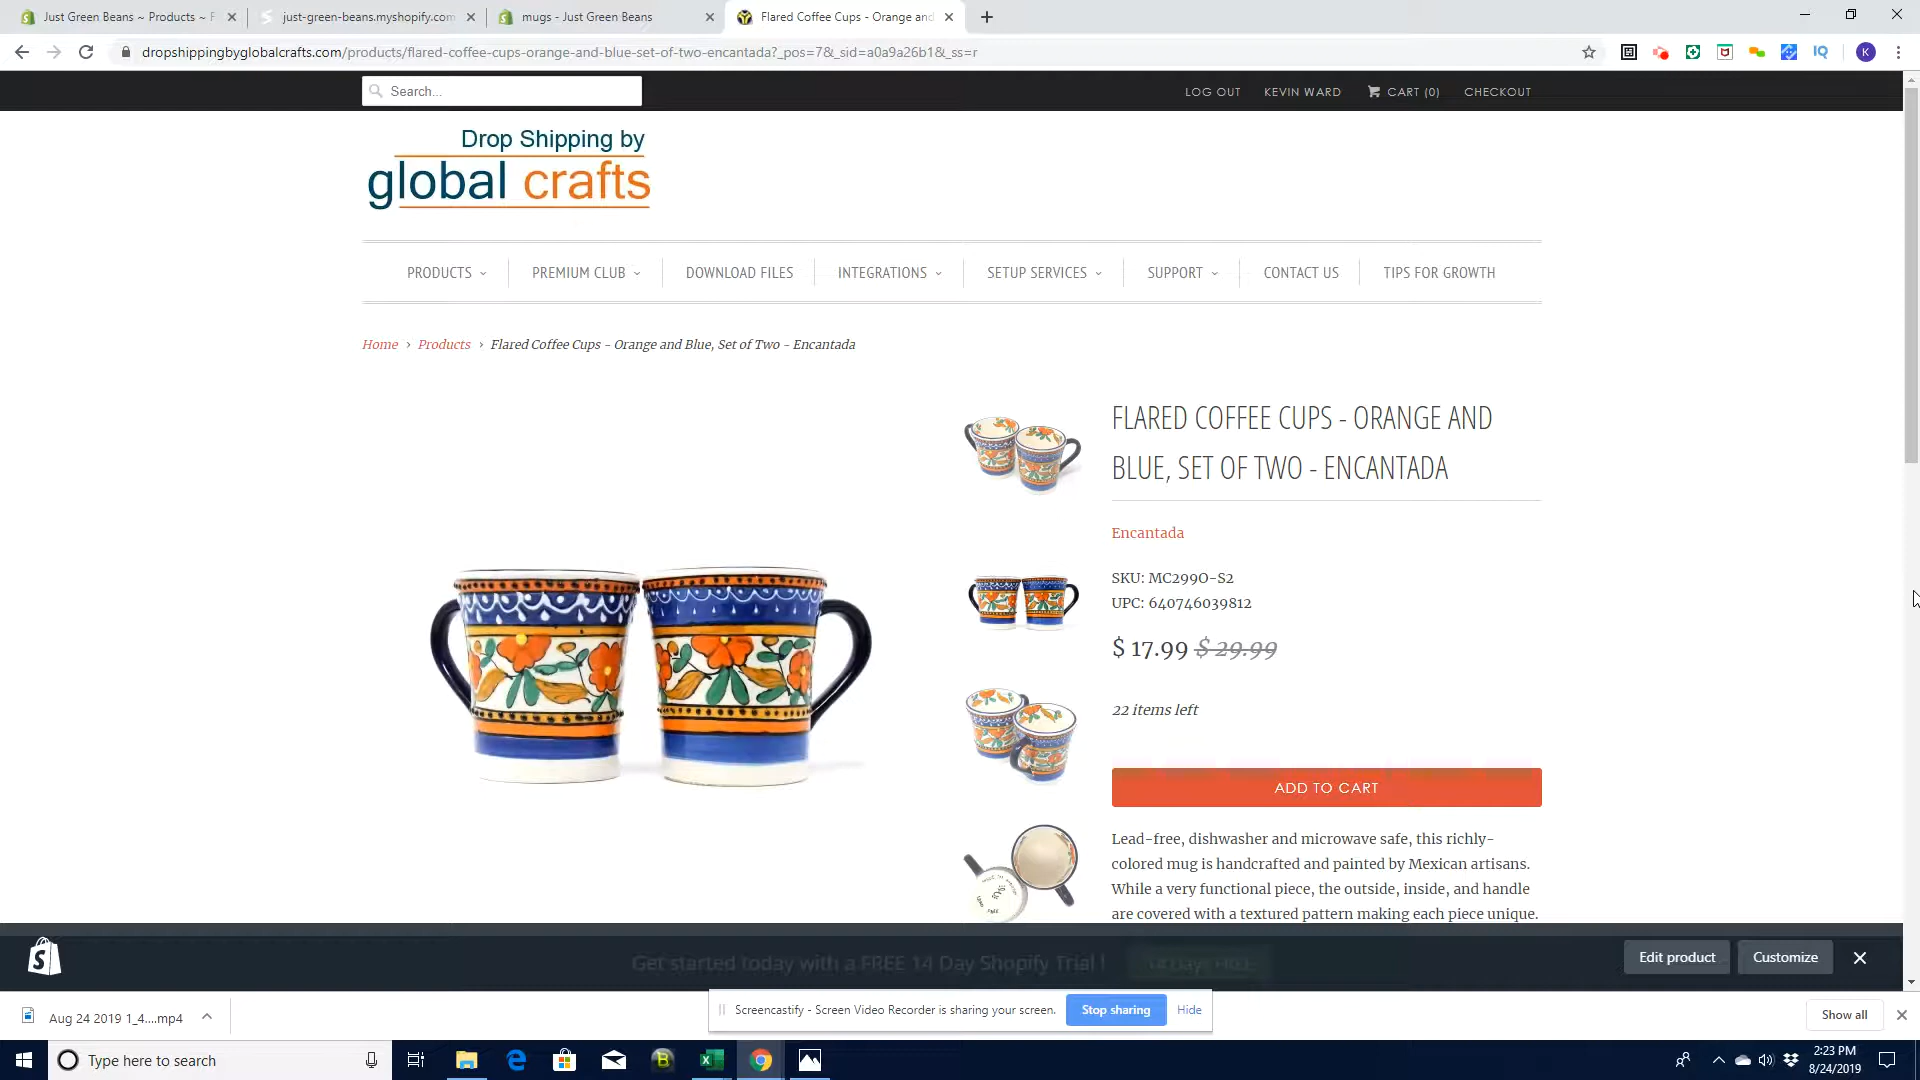 Just Green Beans ~ Products ~ F
just-green-beans.myshopify.com
mugs - Just Green Beans
Flared Coffee Cups - Orange and
dropshippingbyglobalcrafts.com/products/flared-coffee-cups-orange-and-blue-set-of-two-encantada?_pos=7&_sid=a0a9a26b1&_ss=r
IQ
K
Search...
LOG OUT
KEVIN WARD
CART (0)
CHECKOUT
Drop Shipping by
global crafts
PRODUCTS
PREMIUM CLUB
DOWNLOAD FILES
INTEGRATIONS
SETUP SERVICES
SUPPORT
CONTACT US
TIPS FOR GROWTH
Home › Products › Flared Coffee Cups - Orange and Blue, Set of Two - Encantada
FLARED COFFEE CUPS - ORANGE AND
BLUE, SET OF TWO - ENCANTADA
Encantada
SKU: MC299O-S2
UPC: 640746039812
$ 17.99 $ 29.99
22 items left
ADD TO CART
Lead-free, dishwasher and microwave safe, this richly-
colored mug is handcrafted and painted by Mexican artisans.
While a very functional piece, the outside, inside, and handle
are covered with a textured pattern making each piece unique.
Get started today with a FREE 14 Day Shopify Trial !
14 Days FREE
Edit product
Customize
Screencastify - Screen Video Recorder is sharing your screen.
Stop sharing
Hide
Aug 24 2019 1_4....mp4
Show all
Type here to search
2:23 PM
8/24/2019